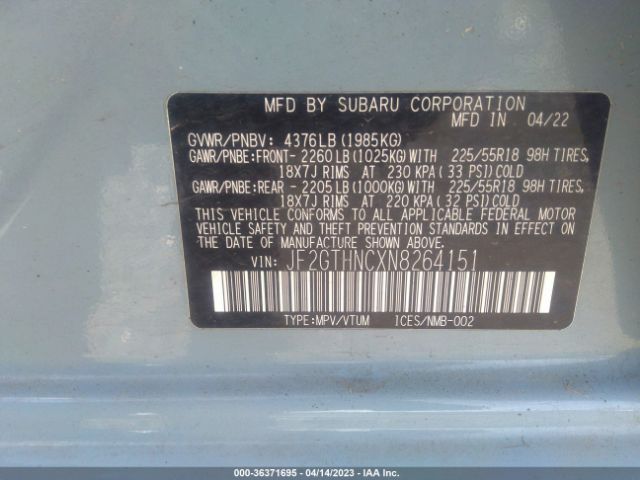 MFD BY SUBARU CORPORATION
MFD IN 04/22
GVWR/PNBV: 4376LB (1985KG)
GAWR/PNBE:FRONT- 2260LB (1025KG) WITH 225/55R18 98H TIRES,
18X7J RIMS AT 230 KPA ( 33 PSI) COLD
GAWR/PNBE:REAR - 2205LB (1000KG) WITH 225/55R18 98H TIRES,
18X7J RIMS AT 220 KPA ( 32 PSI).COLD
THIS VEHICLE CONFORMS TO ALL APPLICABLE FEDERAL MOTOR
VEHICLE SAFETY AND THEFT PREVENTION STANDARDS IN EFFECT
ON THE DATE OF MANUFACTURE SHOWN ABOVE.
VIN: JF2GTHNCXN8264151
TYPE:MPV/VTUM ICES/NMB-002
000-36371695 - 04/14/2023 - IAA Inc.